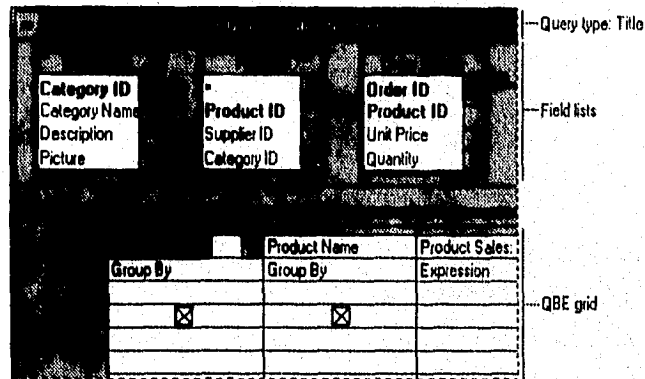 Query type: Title
Category ID
Category Name
Description
Picture
*
Product ID
Supplier ID
Category ID
Order ID
Product ID
Unit Price
Quantity
Field lists
Product Name
Product Sales:
Group By
Group By
Expression
QBE grid